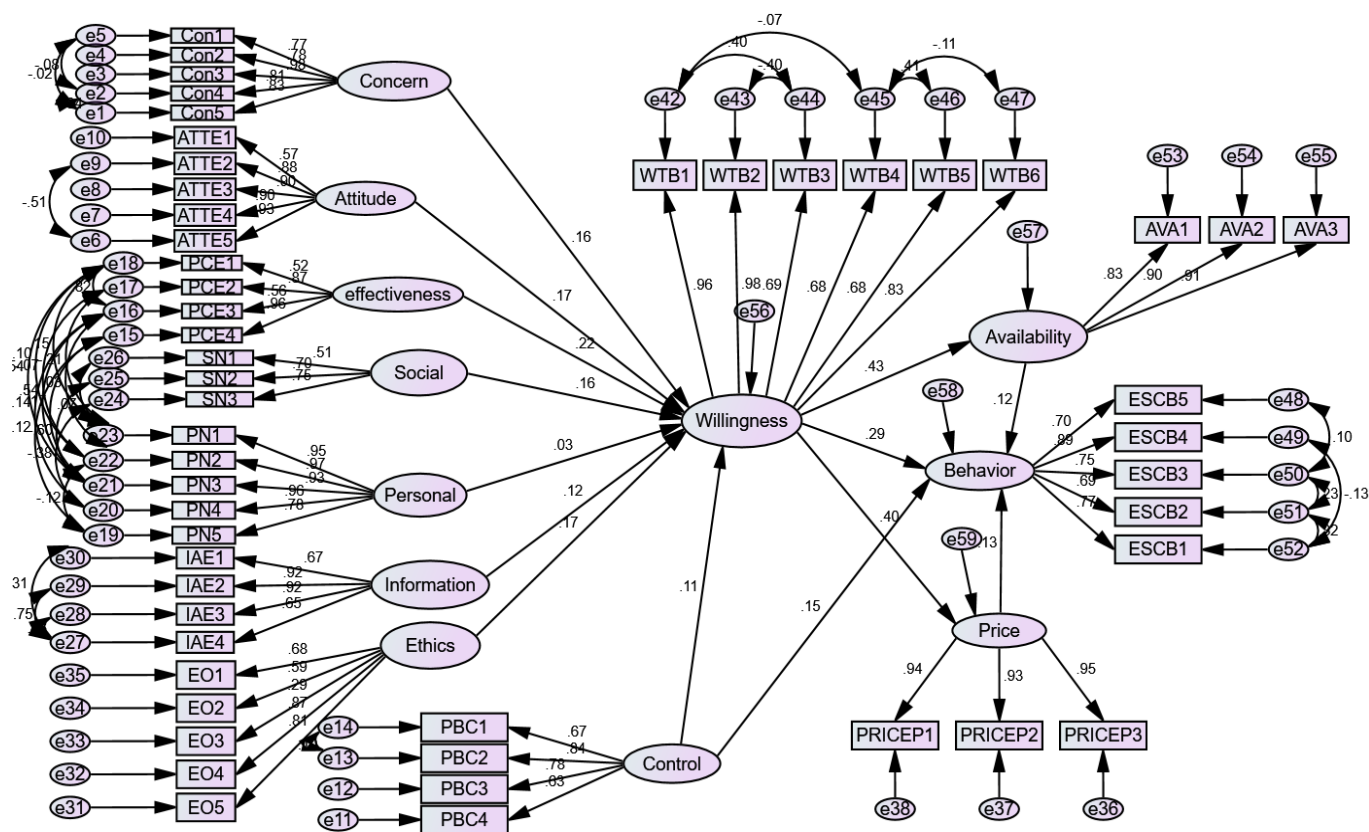 e5 Con1 .77
e4 Con2 .78
e3 Con3 .98
e2 Con4 .81
e1 Con5 .83
-.08
-.02
Concern
e10 ATTE1 .57
e9 ATTE2 .88
e8 ATTE3 .90
e7 ATTE4 .90
e6 ATTE5 .93
-.51
Attitude
e18 PCE1 .52
e17 PCE2 .87
e16 PCE3 .56
e15 PCE4 .96
effectiveness
e26 SN1 .51
e25 SN2 .70
e24 SN3 .75
Social
e23 PN1 .95
e22 PN2 .97
e21 PN3 .93
e20 PN4 .96
e19 PN5 .78
Personal
-.38
-.12
e30 IAE1 .67
e29 IAE2 .92
e28 IAE3 .92
e27 IAE4 .65
31
.75
Information
e35 EO1 .68
e34 EO2 .59
e33 EO3 .29
e32 EO4 .87
e31 EO5 .81
Ethics
e14 PBC1 .67
e13 PBC2 .84
e12 PBC3 .78
e11 PBC4
Control
.16
.17
.22
.16
.03
.12
.17
.11
.15
-.07
.40
-.40
.41
-.11
e42 e43 e44 e45 e46 e47
WTB1 WTB2 WTB3 WTB4 WTB5 WTB6
.96 .98 .69 .68 .68 .83
e56
Willingness
.43
.29
.40
e53 e54 e55
AVA1 AVA2 AVA3
.83 .90 .91
e57
Availability
.12
e58
Behavior
.70 ESCB5 e48
.89 ESCB4 e49
.75 ESCB3 e50
.69 ESCB2 e51
.77 ESCB1 e52
.10
-.13
e59
.13
Price
.94 .93 .95
PRICEP1 PRICEP2 PRICEP3
e38 e37 e36